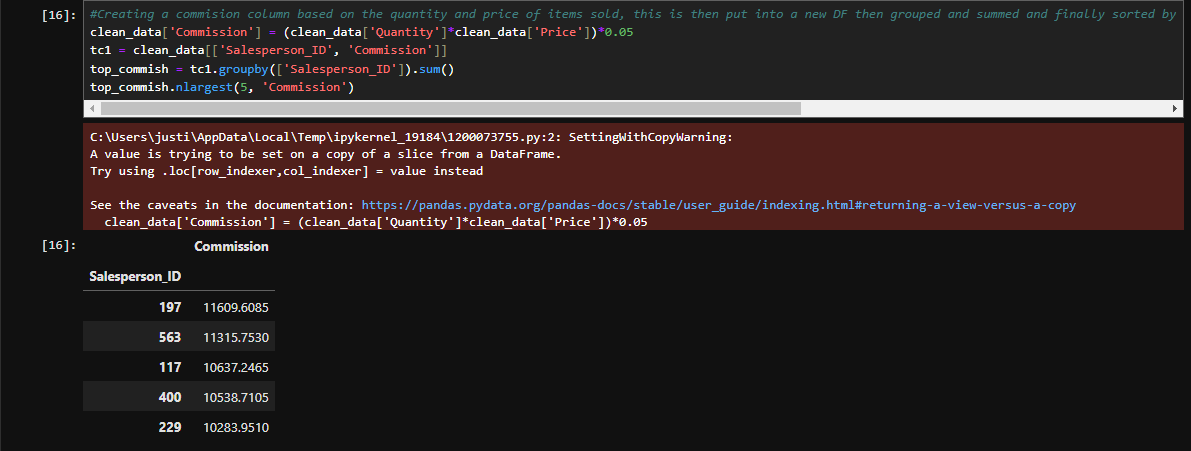 [16]: #Creating a commision column based on the quantity and price of items sold, this is then put into a new DF then grouped and summed and finally sorted by
clean_data['Commission'] = (clean_data['Quantity']*clean_data['Price'])*0.05
tc1 = clean_data[['Salesperson_ID', 'Commission']]
top_commish = tc1.groupby(['Salesperson_ID']).sum()
top_commish.nlargest(5, 'Commission')
C:\Users\justi\AppData\Local\Temp\ipykernel_19184\1200073755.py:2: SettingWithCopyWarning:
A value is trying to be set on a copy of a slice from a DataFrame.
Try using .loc[row_indexer,col_indexer] = value instead
See the caveats in the documentation: https://pandas.pydata.org/pandas-docs/stable/user_guide/indexing.html#returning-a-view-versus-a-copy
clean_data['Commission'] = (clean_data['Quantity']*clean_data['Price'])*0.05
[16]: Commission
Salesperson_ID
197 11609.6085
563 11315.7530
117 10637.2465
400 10538.7105
229 10283.9510